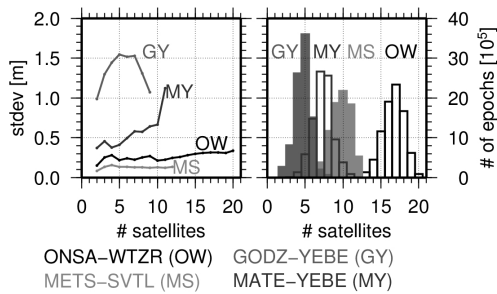 2.0
1.5
1.0
0.5
0.0
stdev [m]
0 5 10 15 20
# satellites
GY
MY
OW
MS
GY MY MS OW
0 5 10 15 20
# satellites
40
30
20
10
0
# of epochs [10⁵]
ONSA−WTZR (OW) GODZ−YEBE (GY)
METS−SVTL (MS) MATE−YEBE (MY)